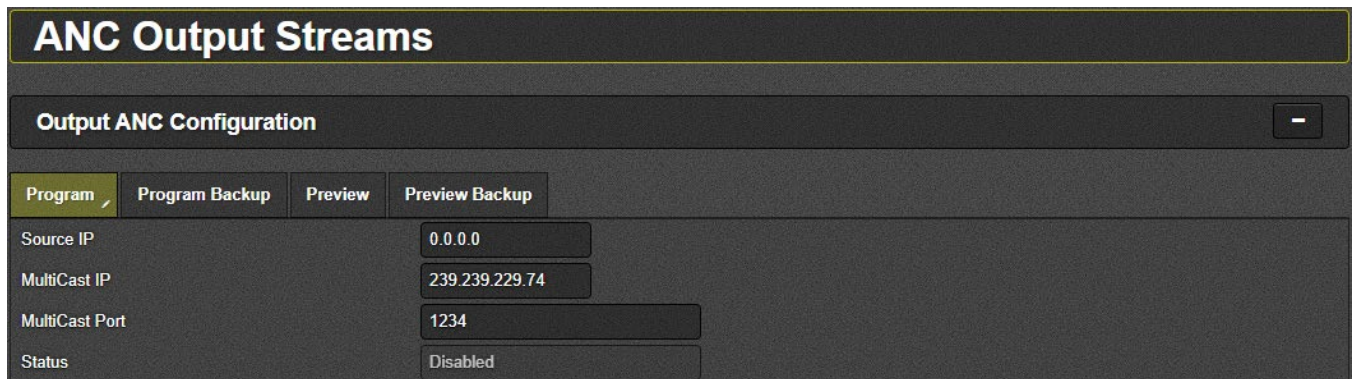 ANC Output Streams
Output ANC Configuration
Program Program Backup Preview Preview Backup
Source IP 0.0.0.0
MultiCast IP 239.239.229.74
MultiCast Port 1234
Status Disabled